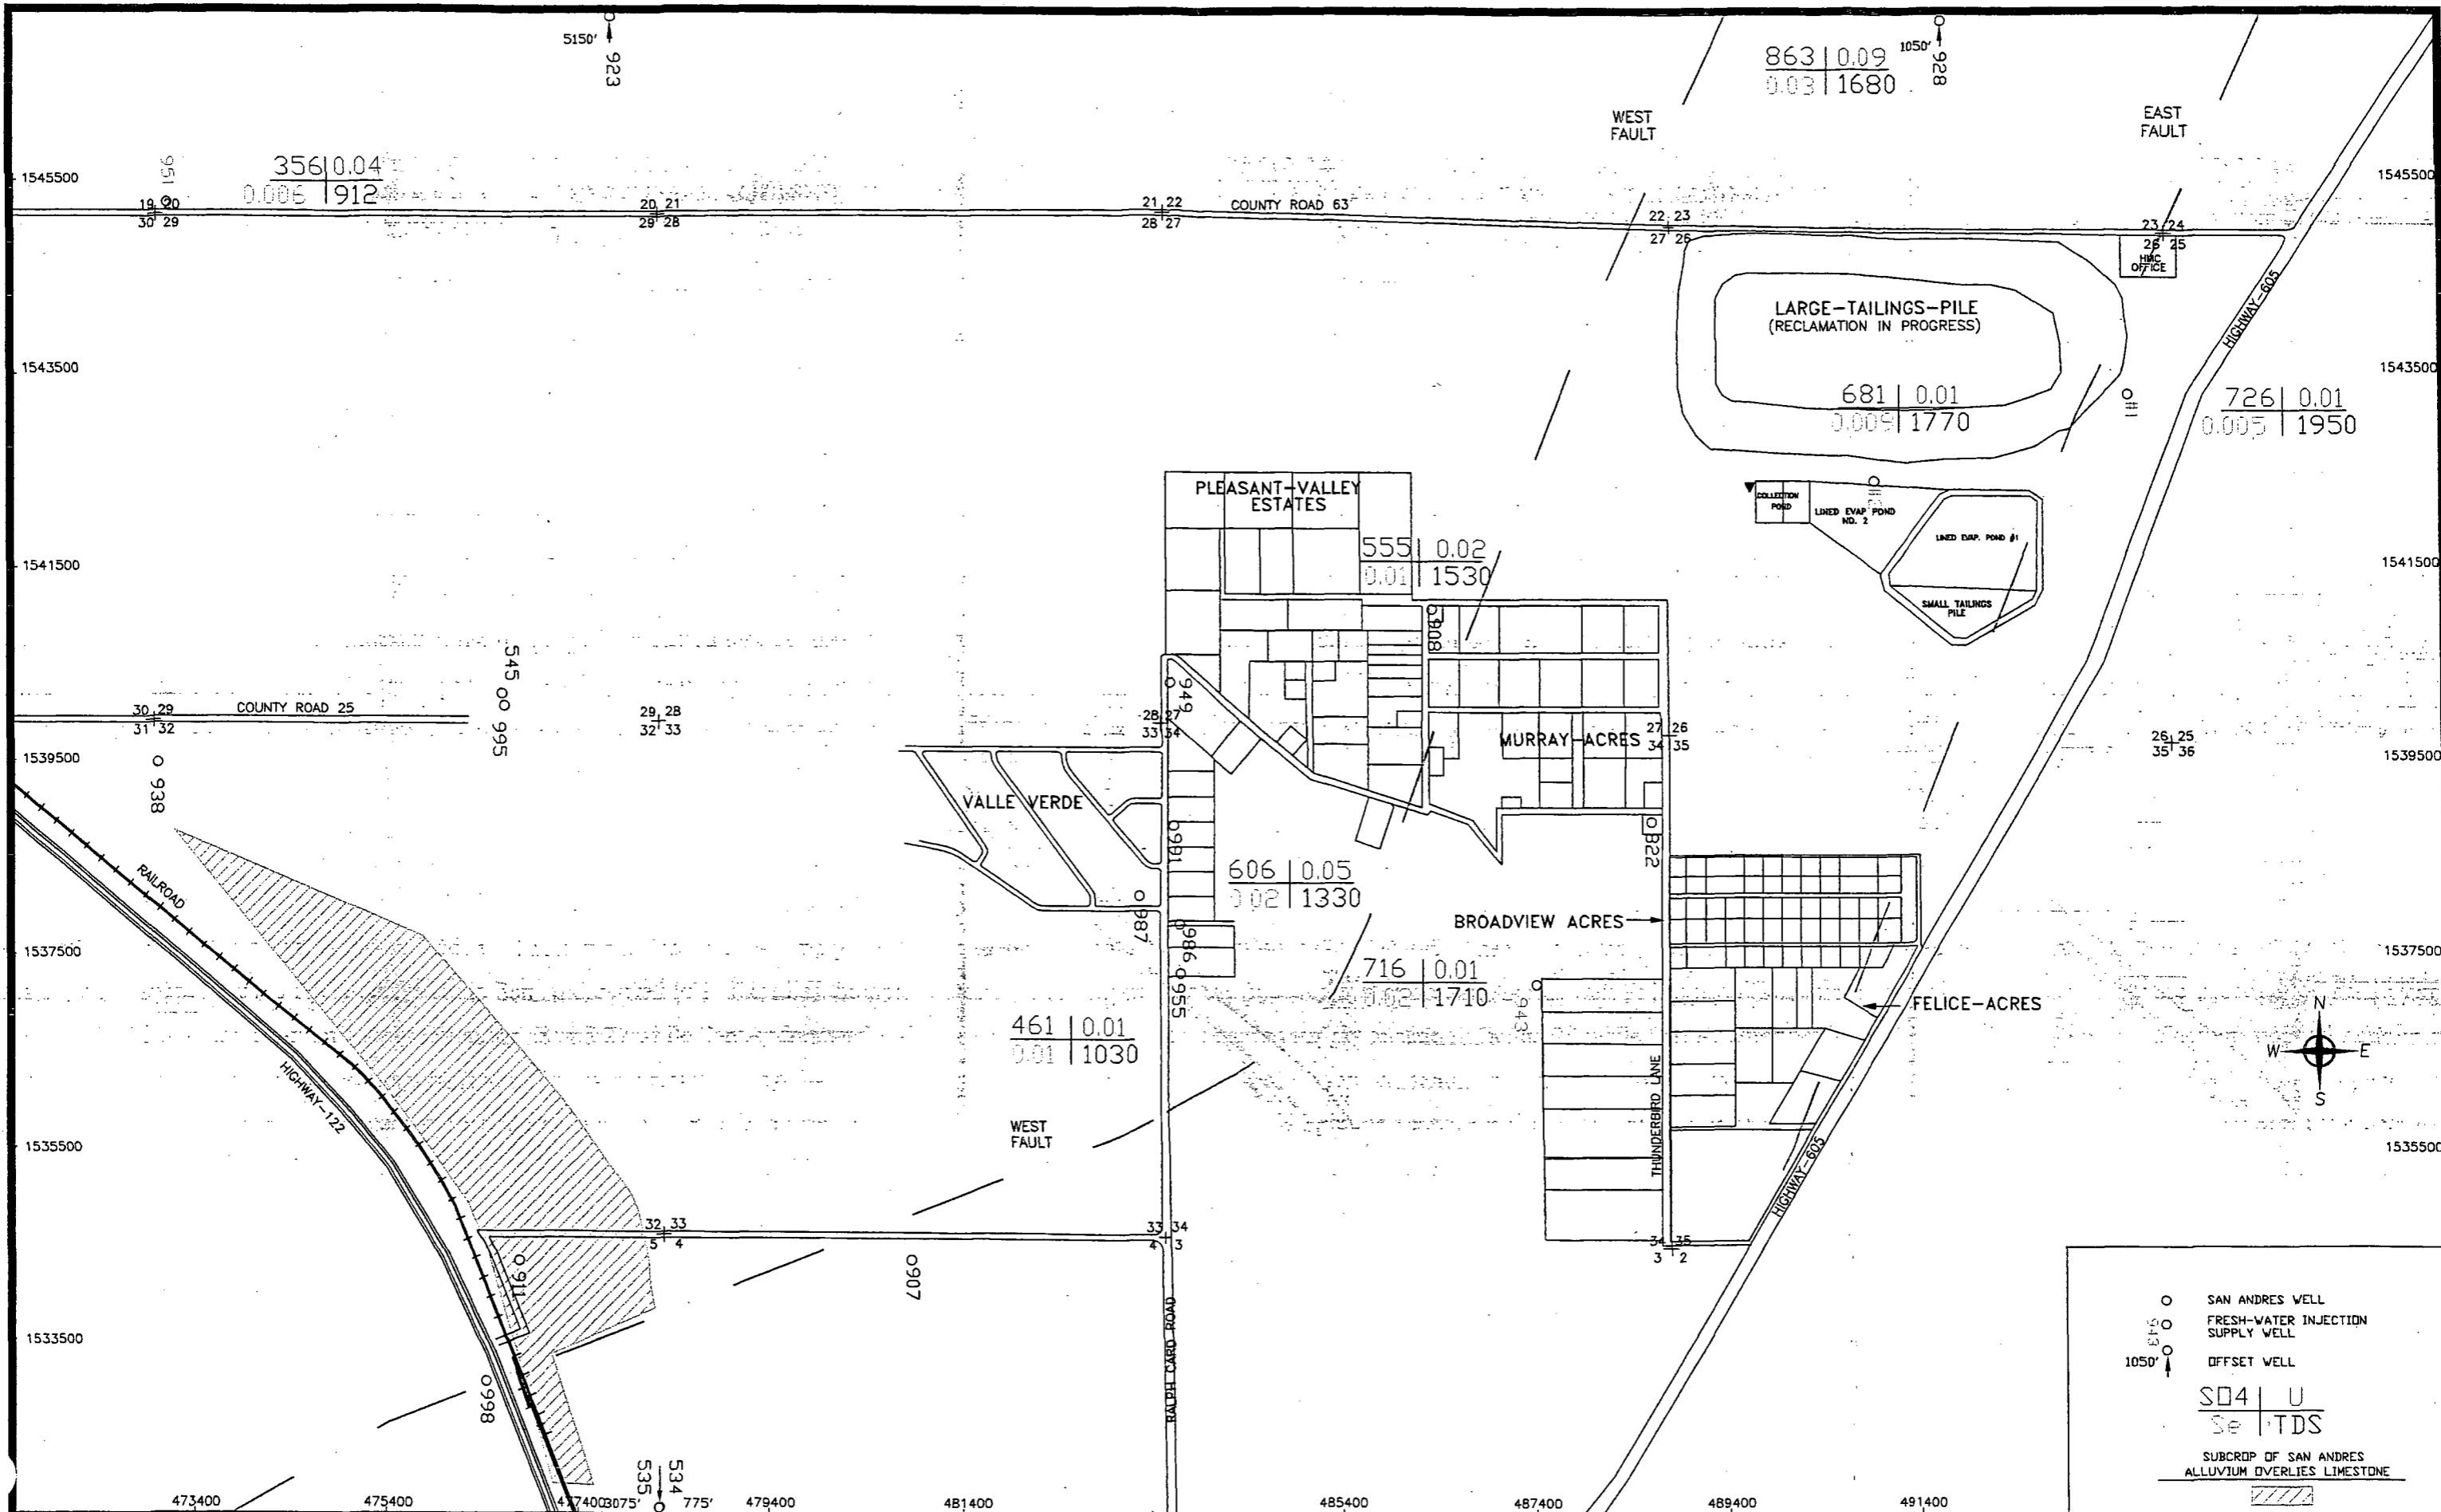 5150'
923
863 | 0.09
0.03 | 1680
1050'
928
WEST
FAULT
EAST
FAULT
951
356 | 0.04
0.006 | 912
1545500
1545500
19 20
30 29
20 21
29 28
21 22
28 27
COUNTY ROAD 63
22 23
27 26
23 24
26 25
HMC
OFFICE
LARGE-TAILINGS-PILE
(RECLAMATION IN PROGRESS)
HIGHWAY-605
1543500
1543500
681 | 0.01
0.009 | 1770
#1
726 | 0.01
0.005 | 1950
PLEASANT-VALLEY
ESTATES
COLLECTION
POND
LINED EVAP POND
NO. 2
#2
LINED EVAP. POND #1
SMALL TAILINGS
PILE
555 | 0.02
0.01 | 1530
1541500
1541500
908
545
995
949
30 29
31 32
COUNTY ROAD 25
29 28
32 33
28 27
33 34
MURRAY-ACRES
27 26
34 35
26 25
35 36
1539500
1539500
938
VALLE VERDE
991
822
RAILROAD
606 | 0.05
0.02 | 1330
987
986
BROADVIEW ACRES
1537500
1537500
716 | 0.01
0.02 | 1710
955
943
FELICE-ACRES
461 | 0.01
0.01 | 1030
N
W
E
S
HIGHWAY-122
WEST
FAULT
THUNDERBIRD LANE
1535500
1535500
HIGHWAY-605
32 33
5 4
33 34
4 3
34 35
3 2
911
907
RALPH CARD ROAD
1533500
998
SAN ANDRES WELL
FRESH-WATER INJECTION
SUPPLY WELL
943
1050'
OFFSET WELL
SO4 | U
Se | TDS
SUBCROP OF SAN ANDRES
ALLUVIUM OVERLIES LIMESTONE
535
534
3075'
775'
473400
475400
477400
479400
481400
485400
487400
489400
491400